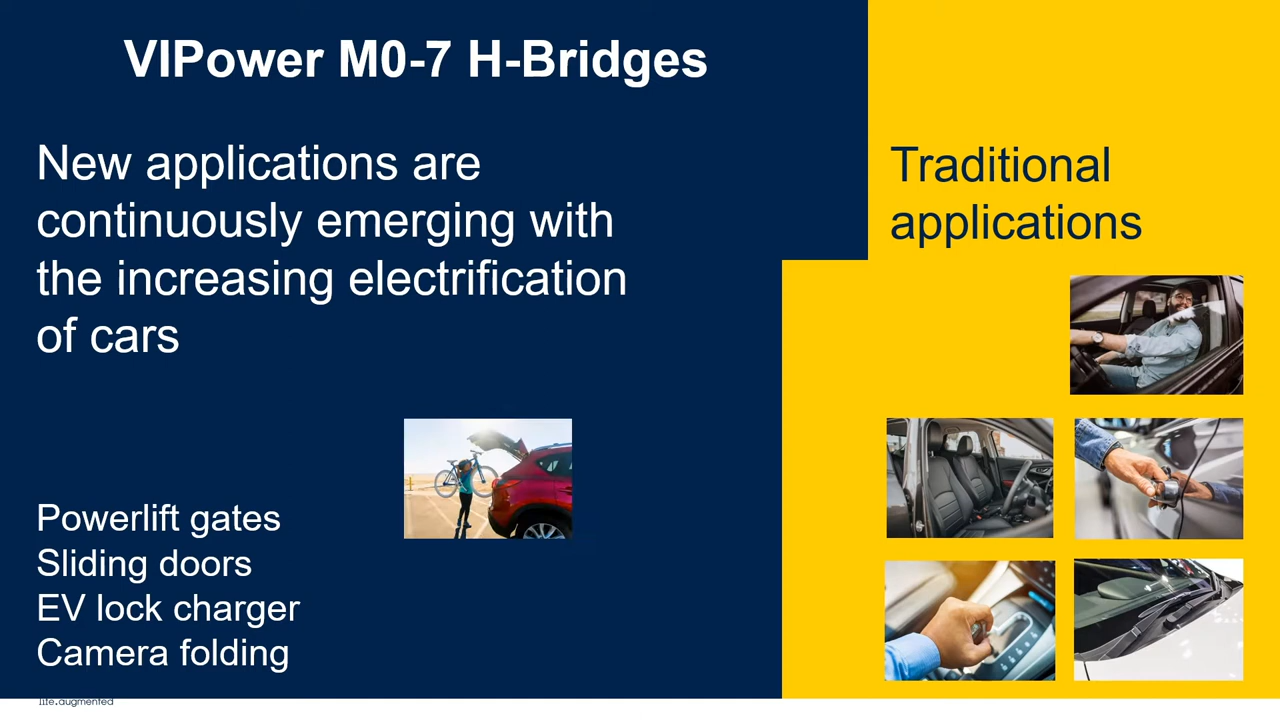 VIPower M0-7 H-Bridges
New applications are
continuously emerging with
the increasing electrification
of cars
Powerlift gates
Sliding doors
EV lock charger
Camera folding
Traditional
applications
life.augmented